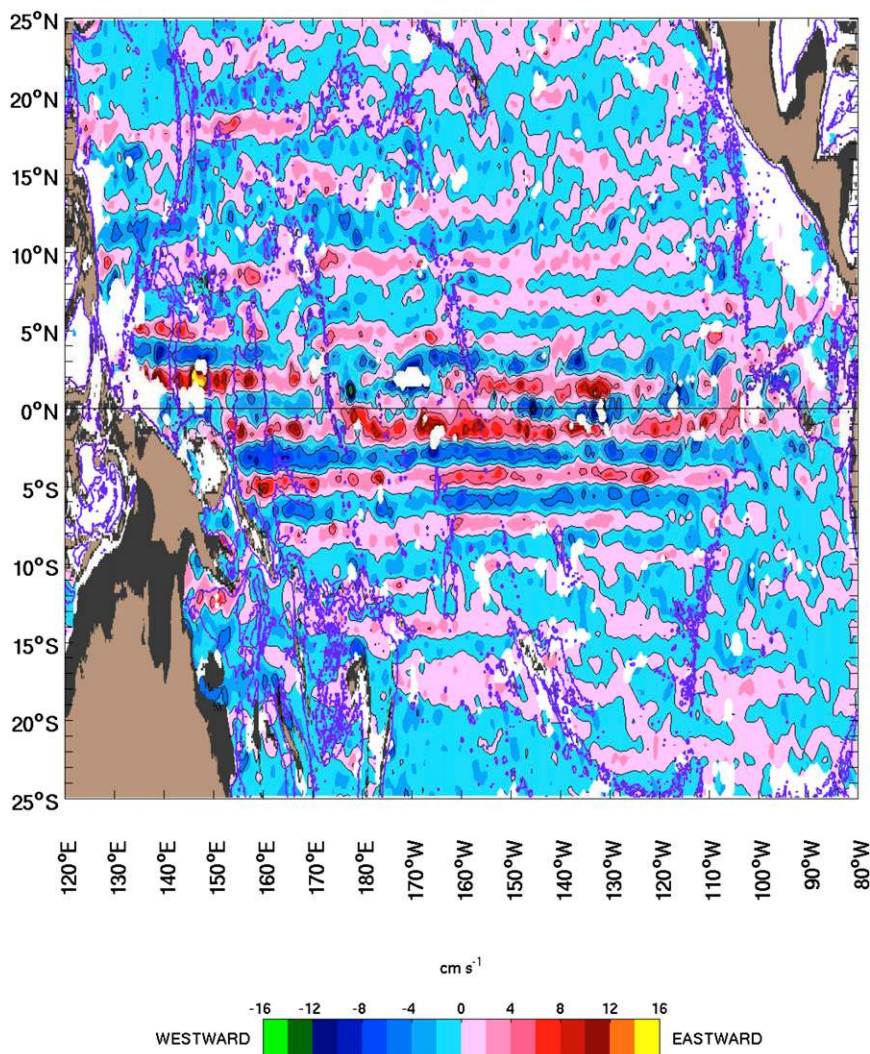 25°N
20°N
15°N
10°N
5°N
0°N
5°S
10°S
15°S
20°S
25°S
120°E
130°E
140°E
150°E
160°E
170°E
180°E
170°W
160°W
150°W
140°W
130°W
120°W
110°W
100°W
90°W
80°W
cm s⁻¹
-16 -12 -8 -4 0 4 8 12 16
WESTWARD EASTWARD